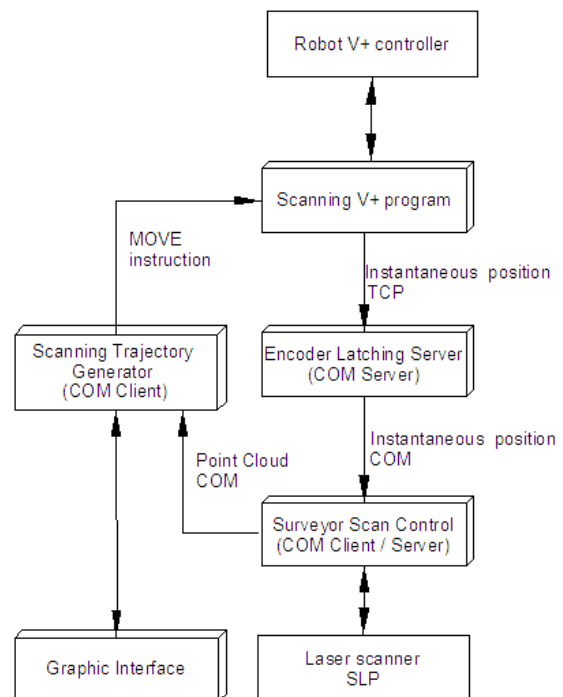 Robot V+ controller
Scanning V+ program
MOVE
instruction
Instantaneous position
TCP
Scanning Trajectory
Generator
(COM Client)
Encoder Latching Server
(COM Server)
Instantaneous position
COM
Point Cloud
COM
Surveyor Scan Control
(COM Client / Server)
Graphic Interface
Laser scanner
SLP